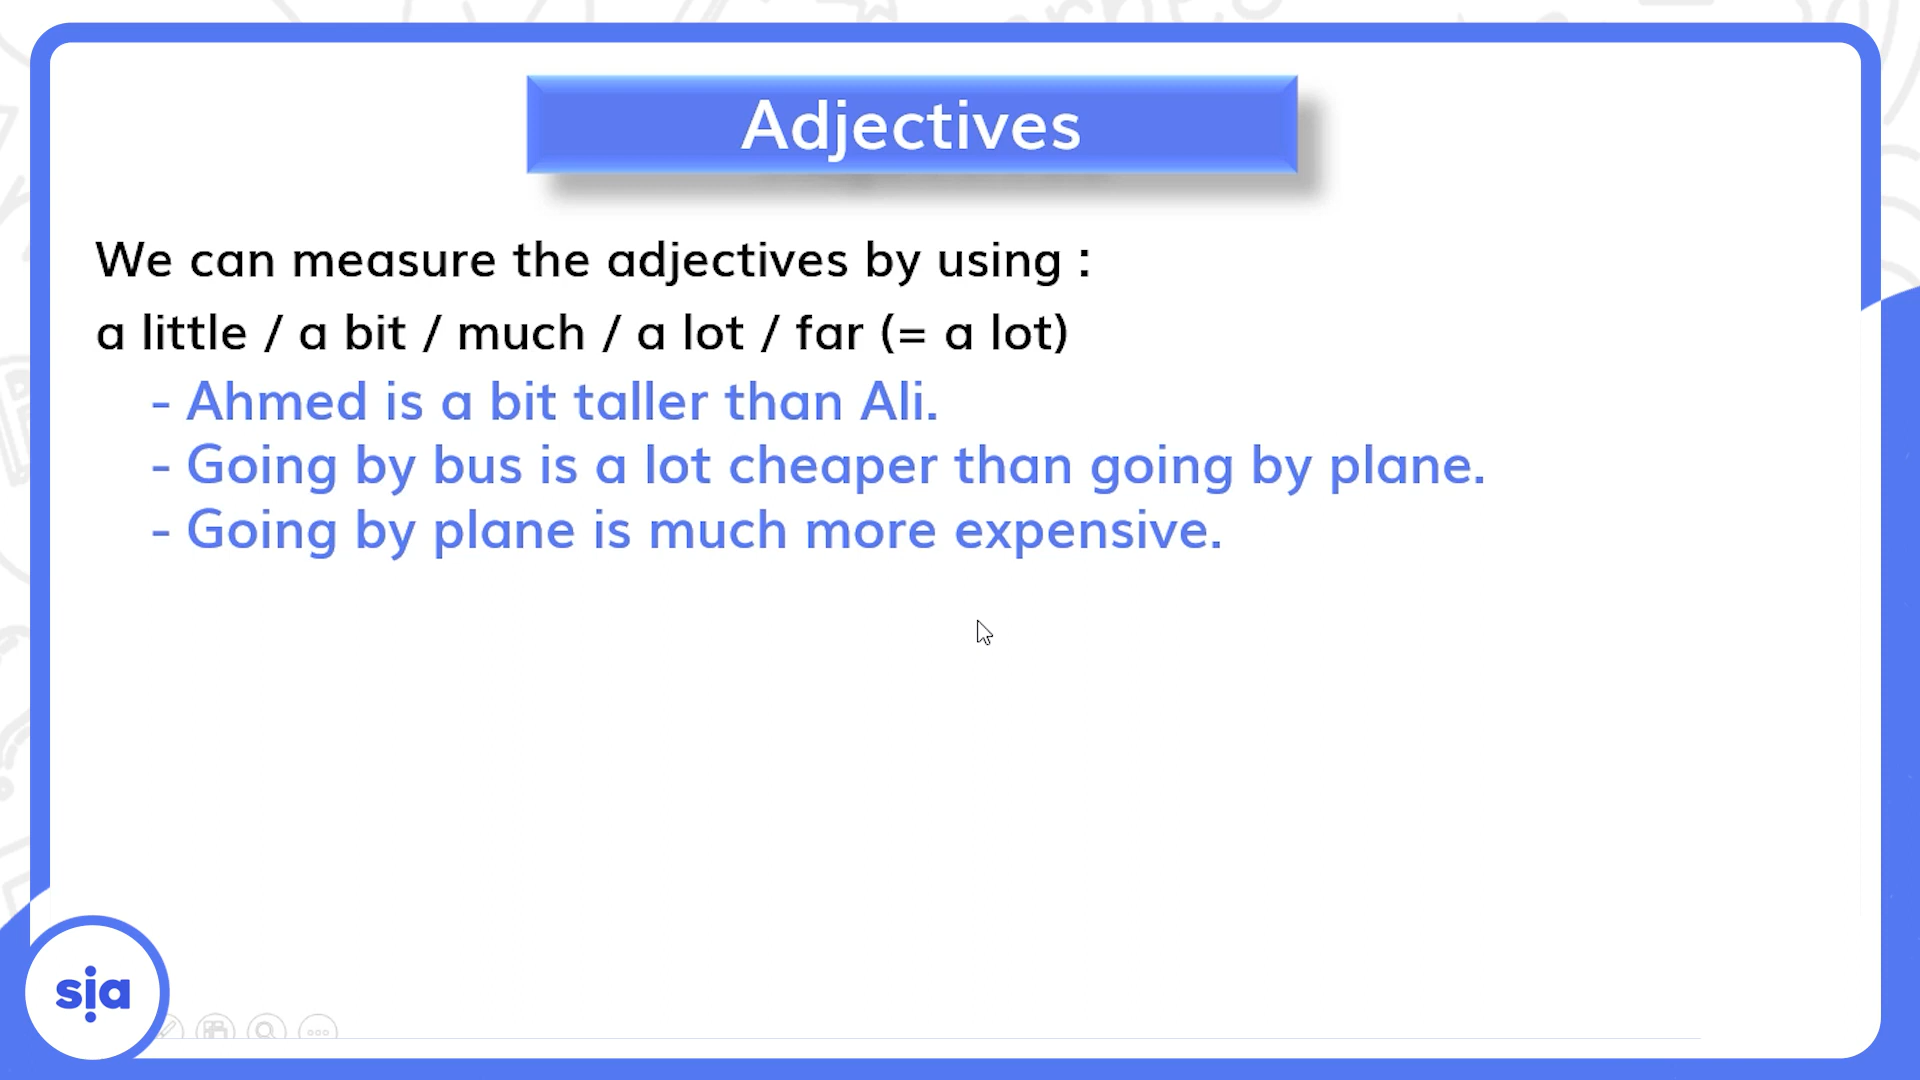 Adjectives
We can measure the adjectives by using :
a little / a bit / much / a lot / far (= a lot)
- Ahmed is a bit taller than Ali.
- Going by bus is a lot cheaper than going by plane.
- Going by plane is much more expensive.
sia